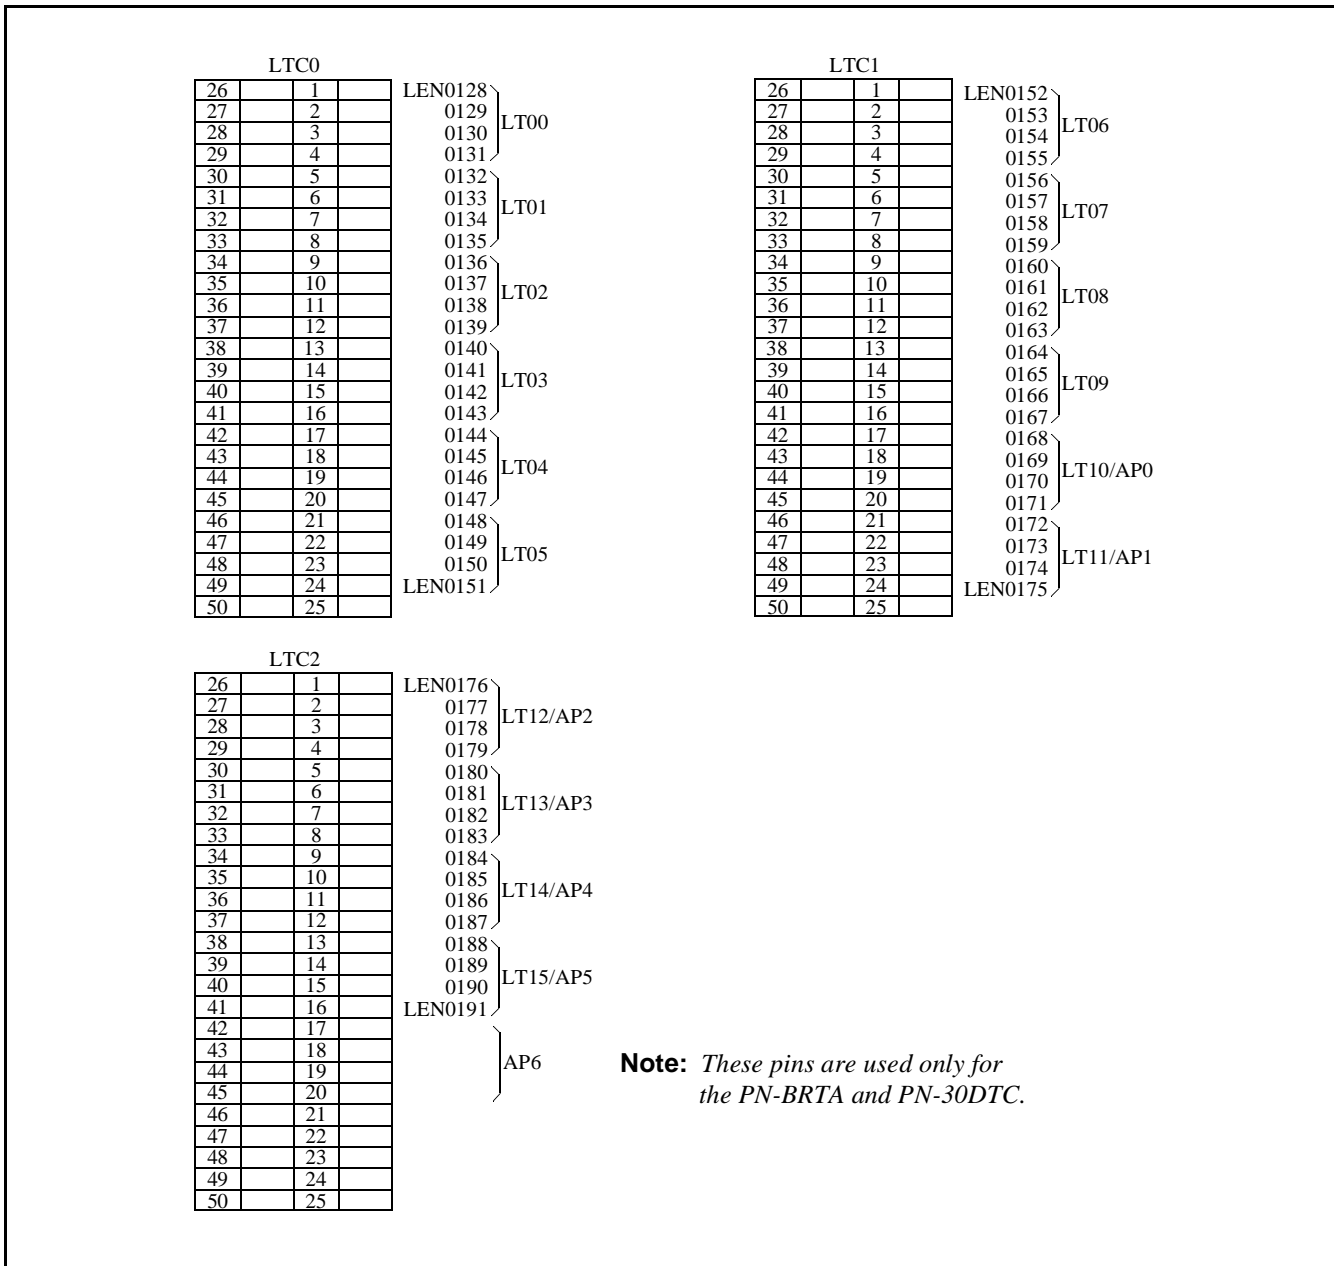 LTC0
26 1 LEN0128
27 2 0129
28 3 0130
29 4 0131
LT00
30 5 0132
31 6 0133
32 7 0134
33 8 0135
LT01
34 9 0136
35 10 0137
36 11 0138
37 12 0139
LT02
38 13 0140
39 14 0141
40 15 0142
41 16 0143
LT03
42 17 0144
43 18 0145
44 19 0146
45 20 0147
LT04
46 21 0148
47 22 0149
48 23 0150
49 24 LEN0151
LT05
50 25
LTC1
26 1 LEN0152
27 2 0153
28 3 0154
29 4 0155
LT06
30 5 0156
31 6 0157
32 7 0158
33 8 0159
LT07
34 9 0160
35 10 0161
36 11 0162
37 12 0163
LT08
38 13 0164
39 14 0165
40 15 0166
41 16 0167
LT09
42 17 0168
43 18 0169
44 19 0170
45 20 0171
LT10/AP0
46 21 0172
47 22 0173
48 23 0174
49 24 LEN0175
LT11/AP1
50 25
LTC2
26 1 LEN0176
27 2 0177
28 3 0178
29 4 0179
LT12/AP2
30 5 0180
31 6 0181
32 7 0182
33 8 0183
LT13/AP3
34 9 0184
35 10 0185
36 11 0186
37 12 0187
LT14/AP4
38 13 0188
39 14 0189
40 15 0190
41 16 LEN0191
LT15/AP5
42 17
43 18
44 19
45 20
AP6
46 21
47 22
48 23
49 24
50 25
Note: These pins are used only for
the PN-BRTA and PN-30DTC.